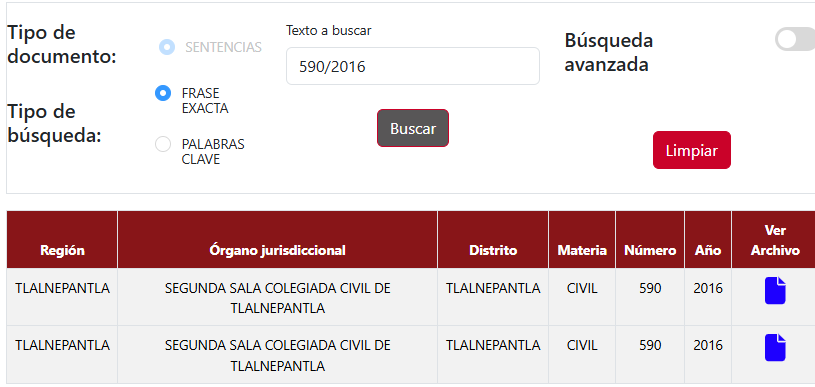 Tipo de
documento:
SENTENCIAS
Texto a buscar
590/2016
Búsqueda
avanzada
Tipo de
búsqueda:
FRASE
EXACTA
PALABRAS
CLAVE
Buscar
Limpiar
Región Órgano jurisdiccional Distrito Materia Número Año Ver
Archivo
TLALNEPANTLA SEGUNDA SALA COLEGIADA CIVIL DE TLALNEPANTLA CIVIL 590 2016
TLALNEPANTLA
TLALNEPANTLA SEGUNDA SALA COLEGIADA CIVIL DE TLALNEPANTLA CIVIL 590 2016
TLALNEPANTLA